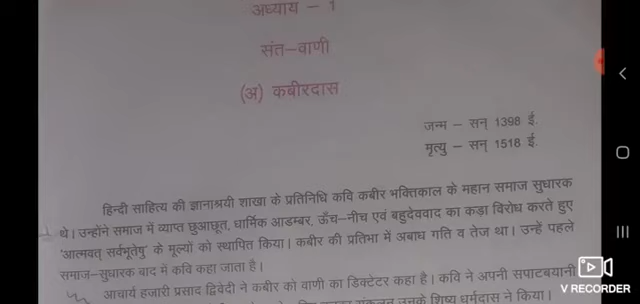 अध्याय – 1
संत–वाणी
(अ) कबीरदास
जन्म – सन् 1398 ई.
मृत्यु – सन् 1518 ई.
हिन्दी साहित्य की ज्ञानाश्रयी शाखा के प्रतिनिधि कवि कबीर भक्तिकाल के महान समाज सुधारक
थे। उन्होंने समाज में व्याप्त छुआछूत, धार्मिक आडम्बर, ऊँच–नीच एवं बहुदेववाद का कड़ा विरोध करते हुए
'आत्मवत् सर्वभूतेषु' के मूल्यों को स्थापित किया। कबीर की प्रतिभा में अबाध गति व तेज था। उन्हें पहले
समाज–सुधारक बाद में कवि कहा जाता है।
आचार्य हजारी प्रसाद द्विवेदी ने कबीर को वाणी का डिक्टेटर कहा है। कवि ने अपनी सपाटबयानी
संकलन उनके शिष्य धर्मदास ने किया।
V RECORDER